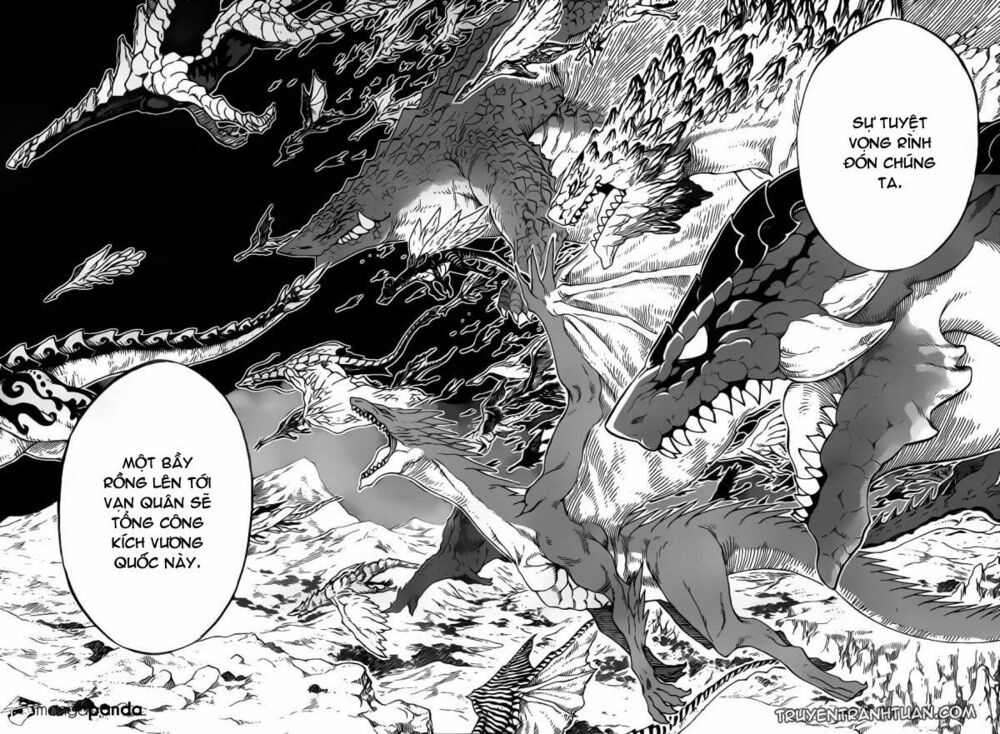 SỰ TUYỆT
VỌNG RÌNH
ĐÓN CHÚNG
TA.
MỘT BẦY
RỒNG LÊN TỚI
VẠN QUÂN SẼ
TỔNG CÔNG
KÍCH VƯƠNG
QUỐC NÀY.
mangapanda
TRUYENTRANHTUAN.COM